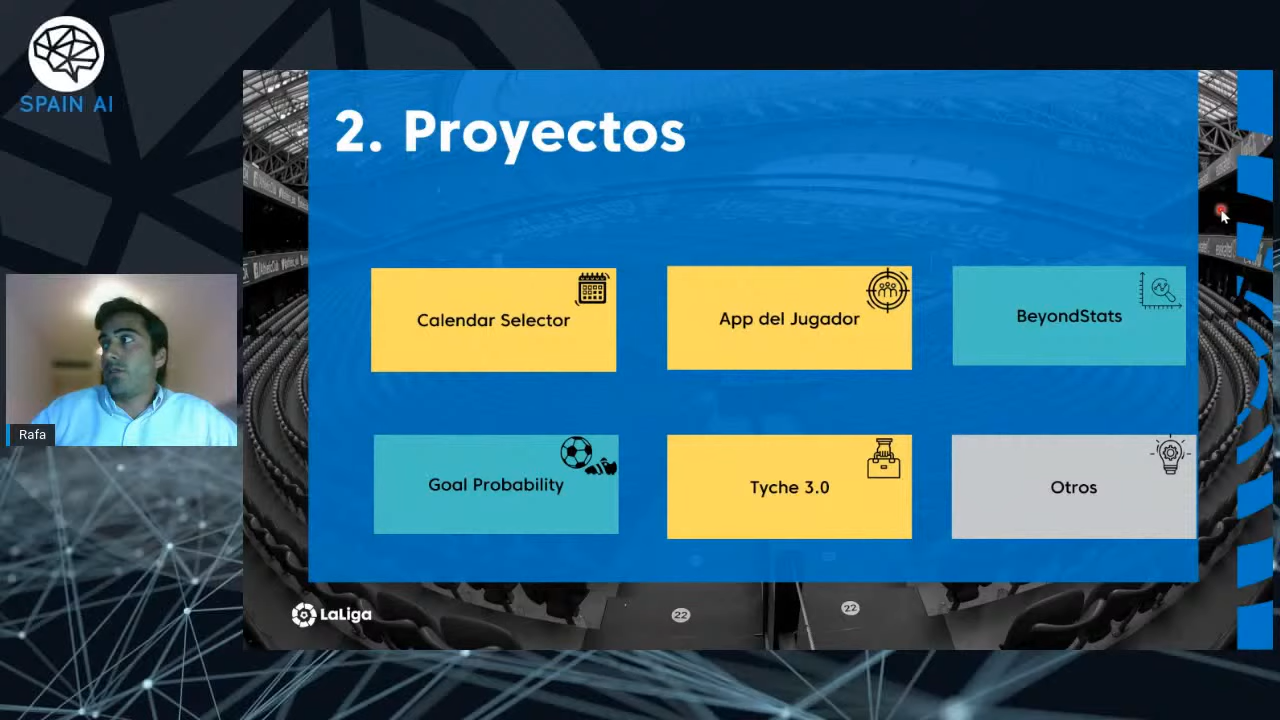 SPAIN AI
2. Proyectos
Calendar Selector
App del Jugador
BeyondStats
Goal Probability
Tyche 3.0
Otros
Rafa
LaLiga
22
22